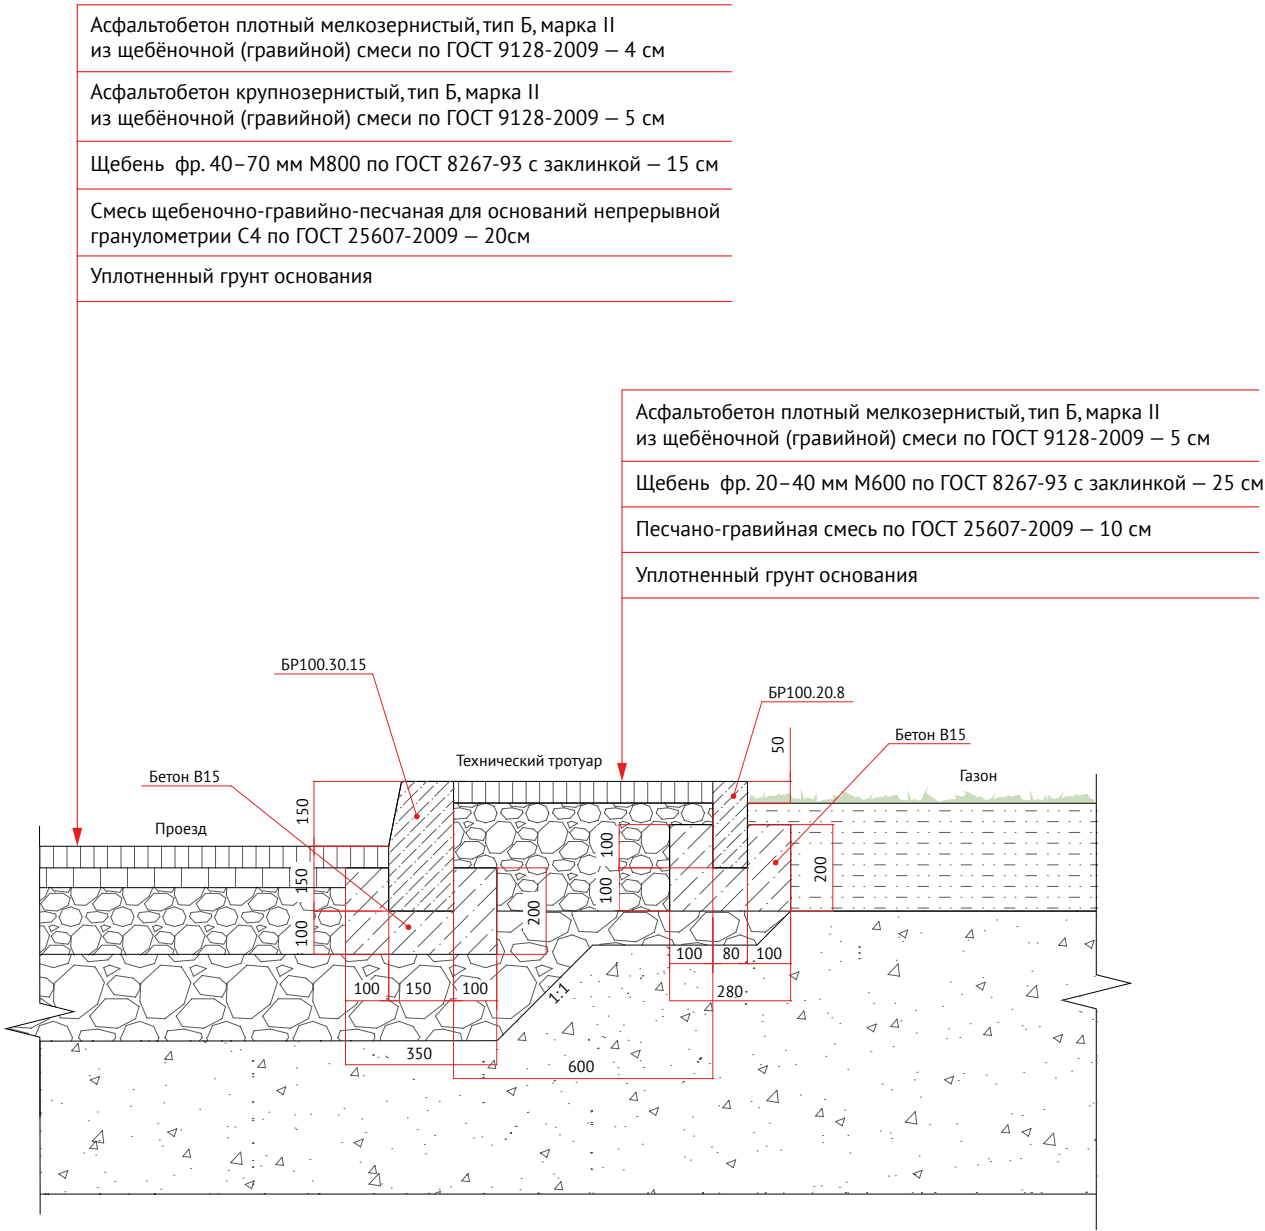 Асфальтобетон плотный мелкозернистый, тип Б, марка II
из щебёночной (гравийной) смеси по ГОСТ 9128-2009 — 4 см
Асфальтобетон крупнозернистый, тип Б, марка II
из щебёночной (гравийной) смеси по ГОСТ 9128-2009 — 5 см
Щебень фр. 40–70 мм М800 по ГОСТ 8267-93 с заклинкой — 15 см
Смесь щебеночно-гравийно-песчаная для оснований непрерывной
гранулометрии С4 по ГОСТ 25607-2009 — 20см
Уплотненный грунт основания
Асфальтобетон плотный мелкозернистый, тип Б, марка II
из щебёночной (гравийной) смеси по ГОСТ 9128-2009 — 5 см
Щебень фр. 20–40 мм М600 по ГОСТ 8267-93 с заклинкой — 25 см
Песчано-гравийная смесь по ГОСТ 25607-2009 — 10 см
Уплотненный грунт основания
БР100.30.15
БР100.20.8
Бетон В15
50
Технический тротуар
Бетон В15
Газон
150
Проезд
100
150
200
100
200
100
100
80
100
100
150
100
280
1:1
350
600